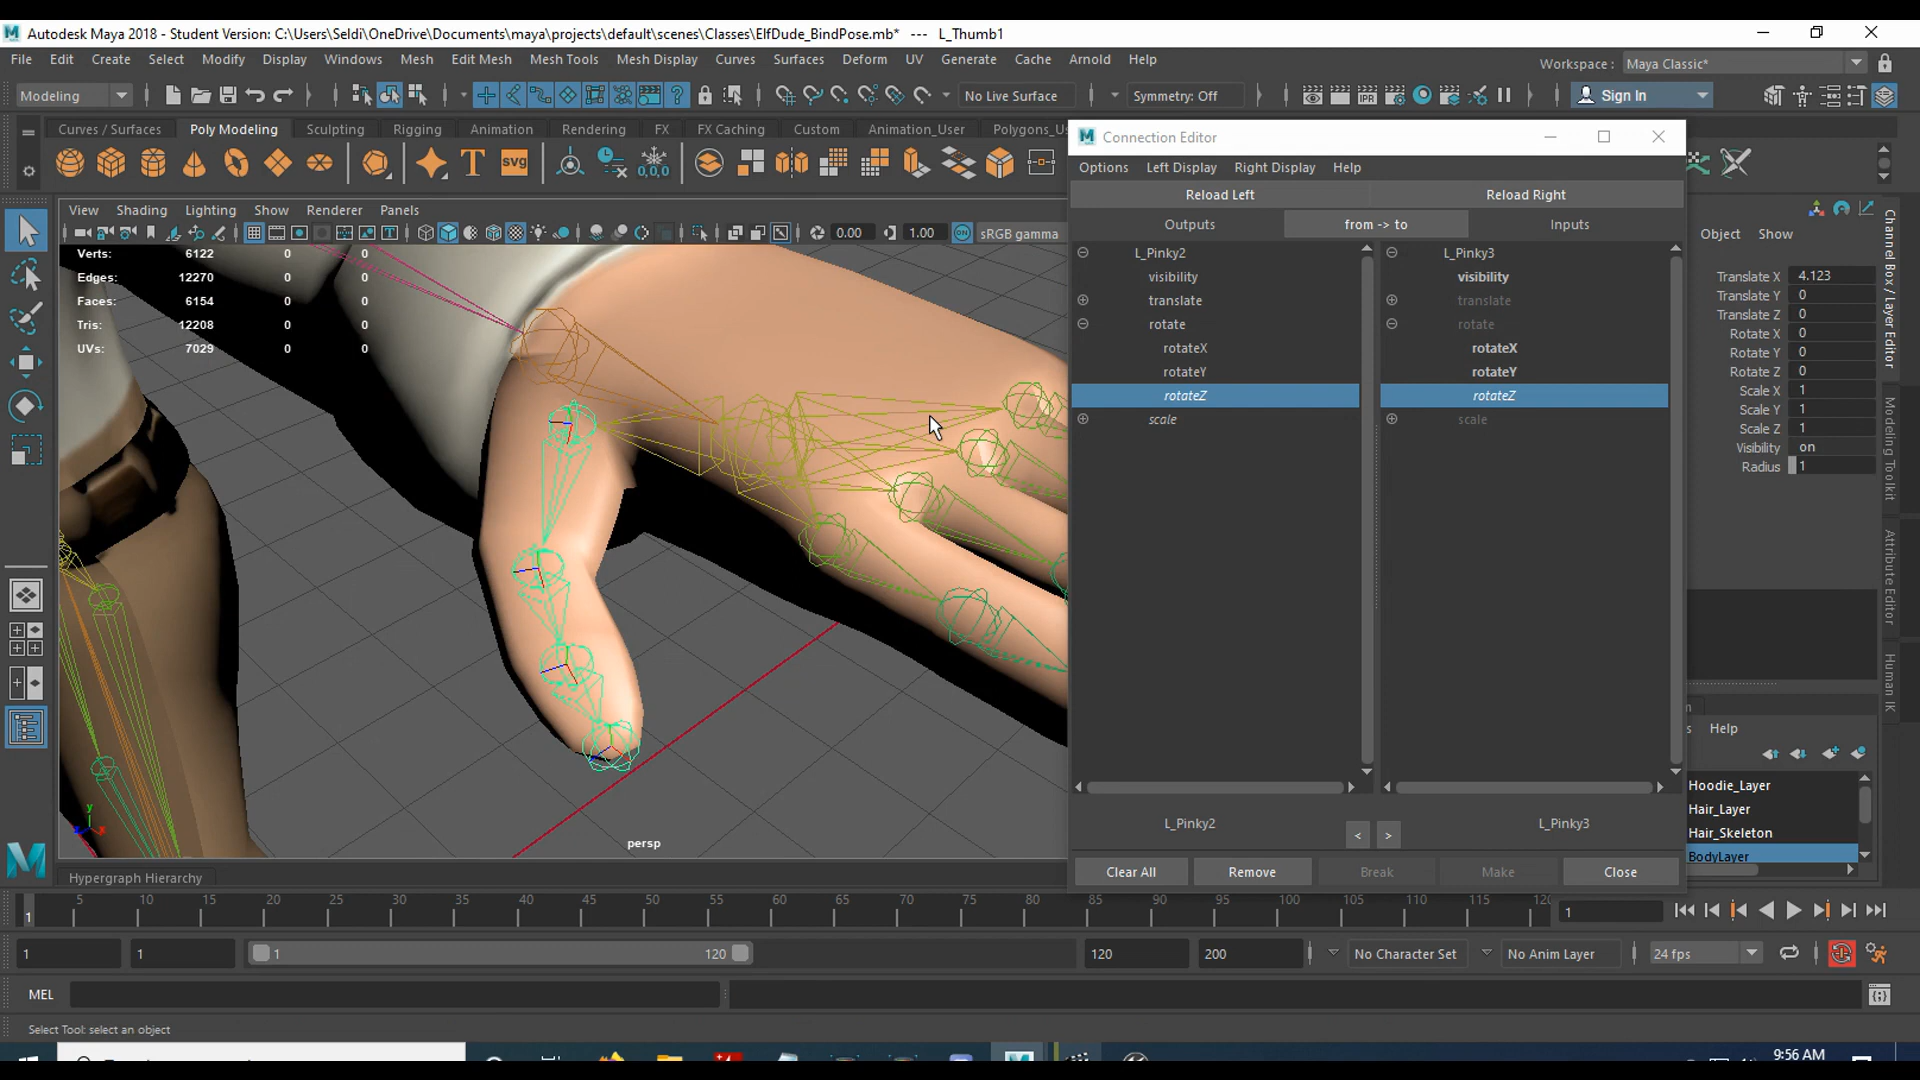 Autodesk Maya 2018 - Student Version: C:\Users\Seldi\OneDrive\Documents\maya\projects\default\scenes\Classes\ElfDude_BindPose.mb* --- L_Thumb1
File Edit Create Select Modify Display Windows Mesh Edit Mesh Mesh Tools Mesh Display Curves Surfaces Deform UV Generate Cache Arnold Help
Workspace : Maya Classic*
Modeling No Live Surface Symmetry: Off IPR Sign In
Curves / Surfaces Poly Modeling Sculpting Rigging Animation Rendering FX FX Caching Custom Animation_User Polygons_Us
T svg 0,0,0
View Shading Lighting Show Renderer Panels
0.00 1.00 sRGB gamma
Verts: 6122 0 0
Edges: 12270 0 0
Faces: 6154 0 0
Tris: 12208 0 0
UVs: 7029 0 0
persp
Connection Editor
Options Left Display Right Display Help
Reload Left Reload Right
Outputs from -> to Inputs
L_Pinky2 L_Pinky3
visibility visibility
translate translate
rotate rotate
rotateX rotateX
rotateY rotateY
rotateZ rotateZ
scale scale
L_Pinky2 < > L_Pinky3
Clear All Remove Break Make Close
Object Show
Translate X 4.123
Translate Y 0
Translate Z 0
Rotate X 0
Rotate Y 0
Rotate Z 0
Scale X 1
Scale Y 1
Scale Z 1
Visibility on
Radius 1
Channel Box / Layer Editor
Modeling Toolkit
Attribute Editor
Human IK
s Help
Hoodie_Layer
Hair_Layer
Hair_Skeleton
BodyLayer
Hypergraph Hierarchy
1 5 10 15 20 25 30 35 40 45 50 55 60 65 70 75 80 85 90 95 100 105 110 115 120 1
1 1 1 120 120 200 No Character Set No Anim Layer 24 fps
MEL
Select Tool: select an object
9:56 AM